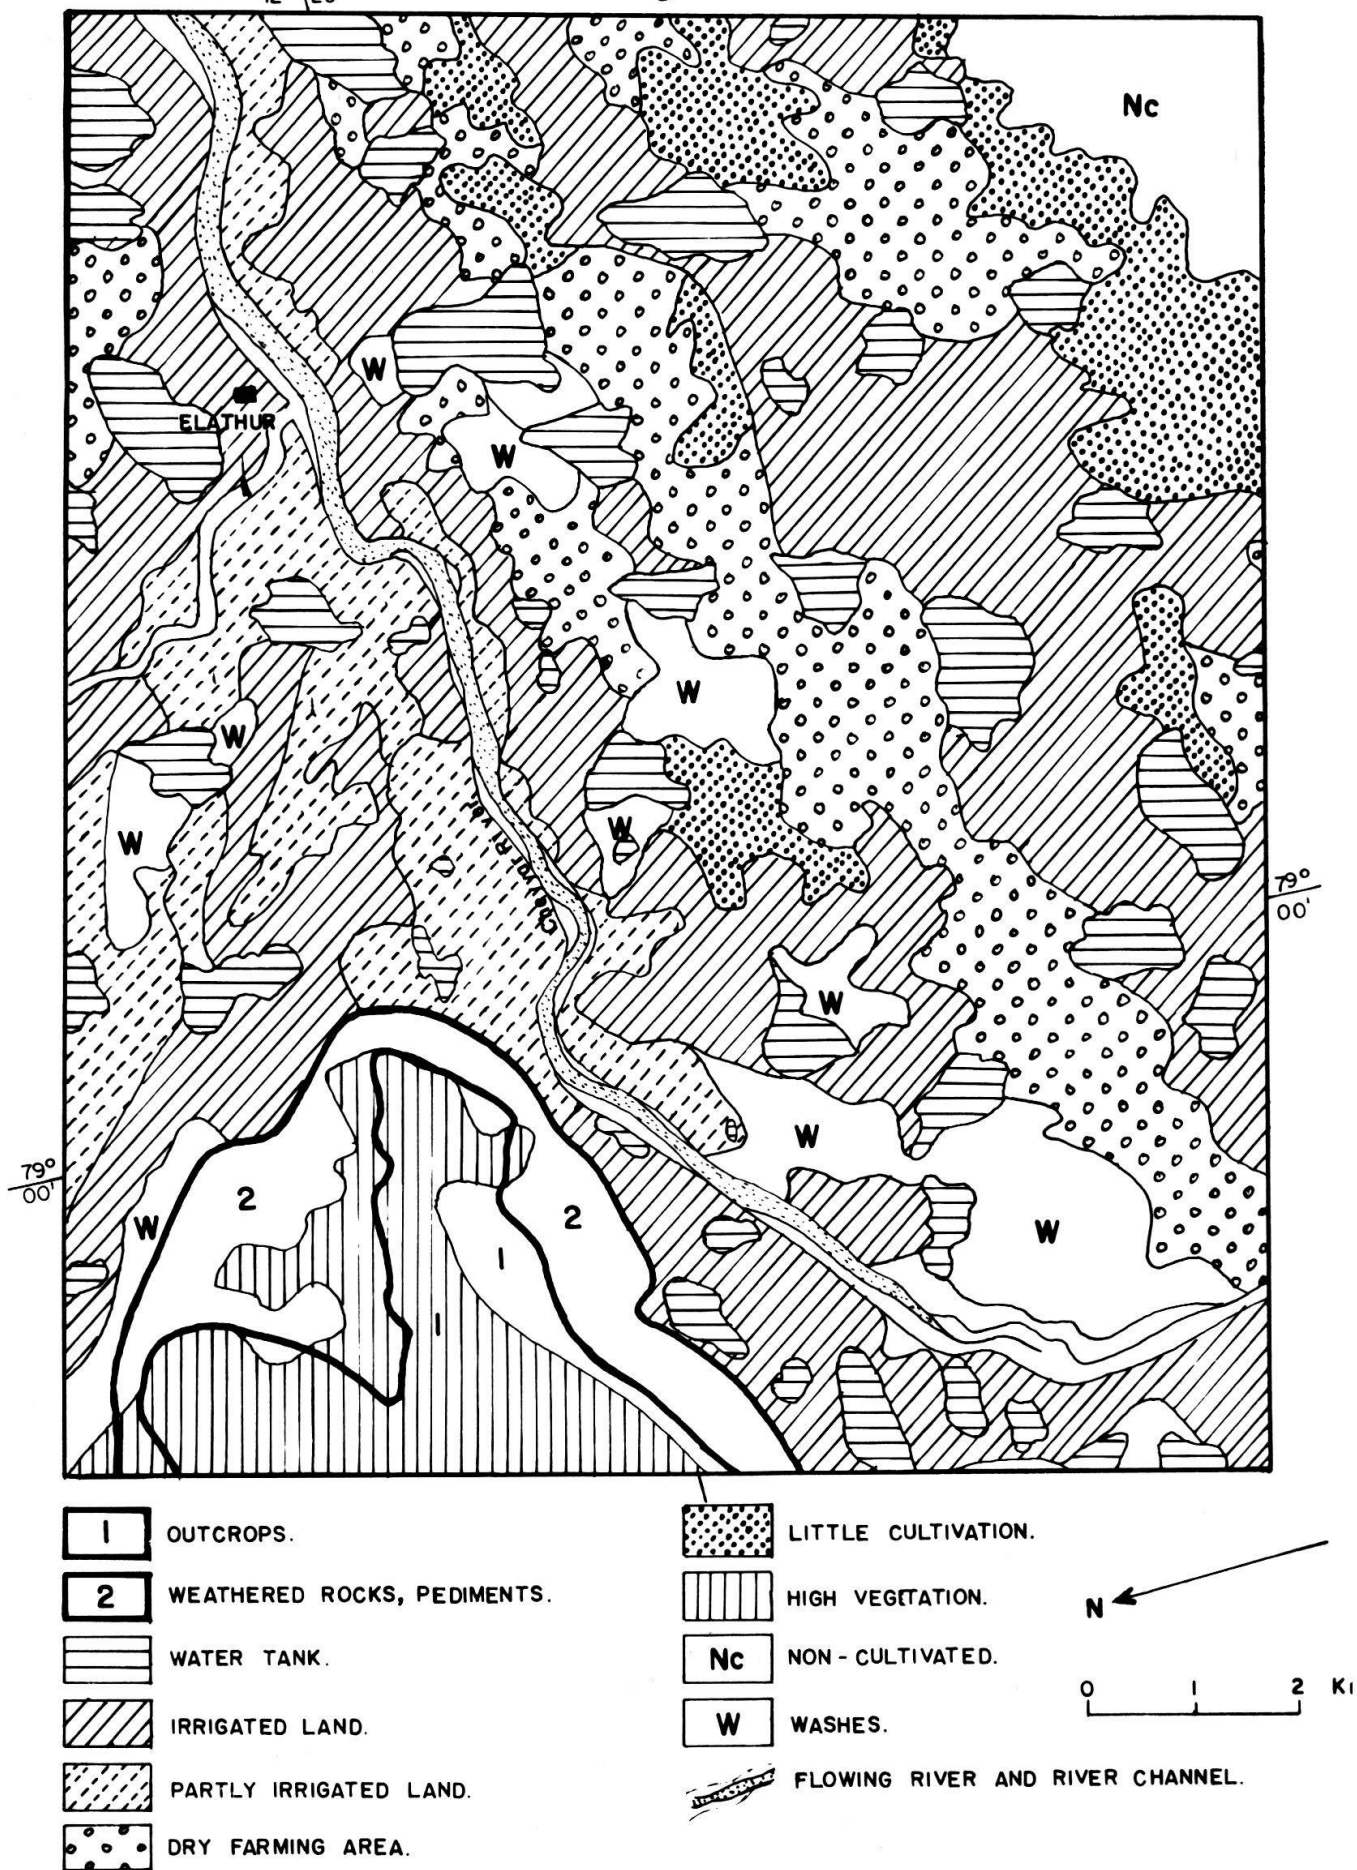 Nc
W
ELATHUR
W
W
W
W
W
Cheyyar River
79°
00'
W
W
79°
00'
2
W
2
W
1
1
1 OUTCROPS.
2 WEATHERED ROCKS, PEDIMENTS.
WATER TANK.
IRRIGATED LAND.
PARTLY IRRIGATED LAND.
DRY FARMING AREA.
LITTLE CULTIVATION.
HIGH VEGETATION.
Nc NON-CULTIVATED.
W WASHES.
FLOWING RIVER AND RIVER CHANNEL.
N
0 1 2